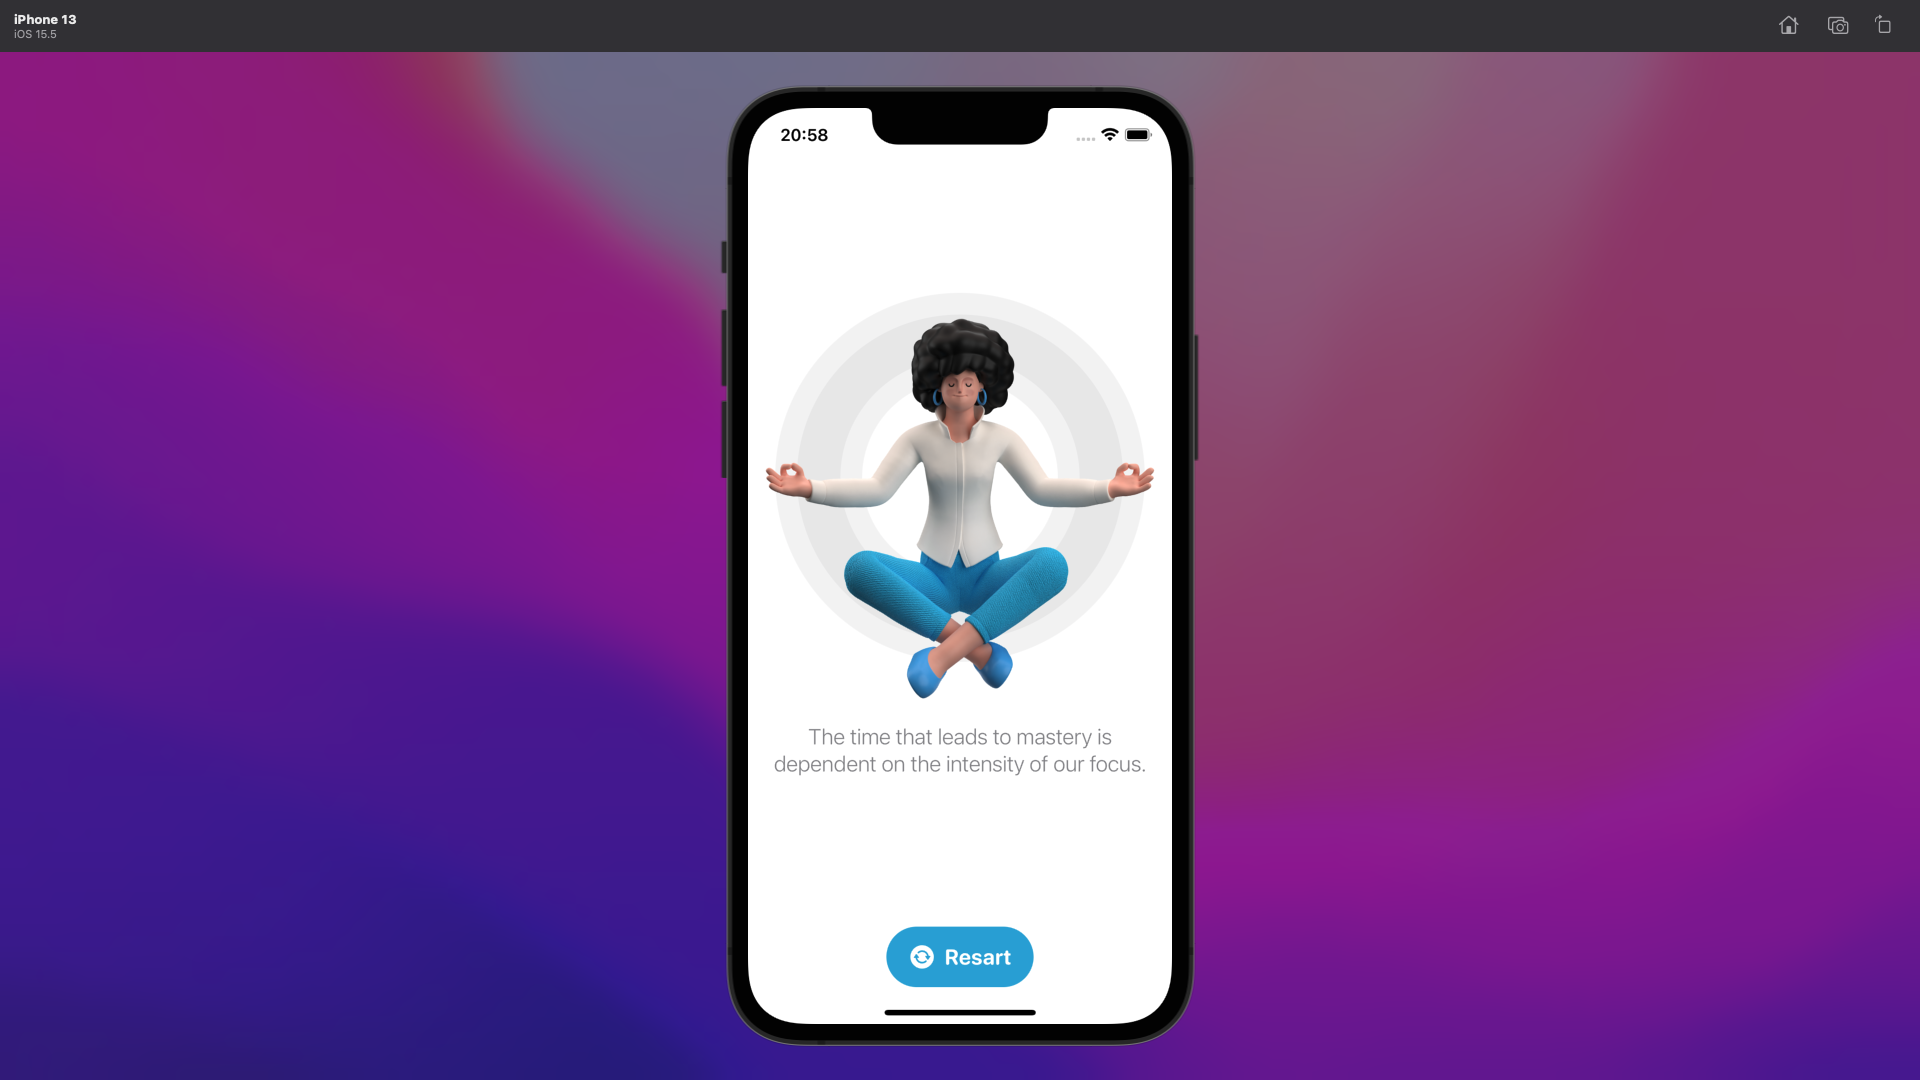 iPhone 13
iOS 15.5
20:58
The time that leads to mastery is
dependent on the intensity of our focus.
Resart